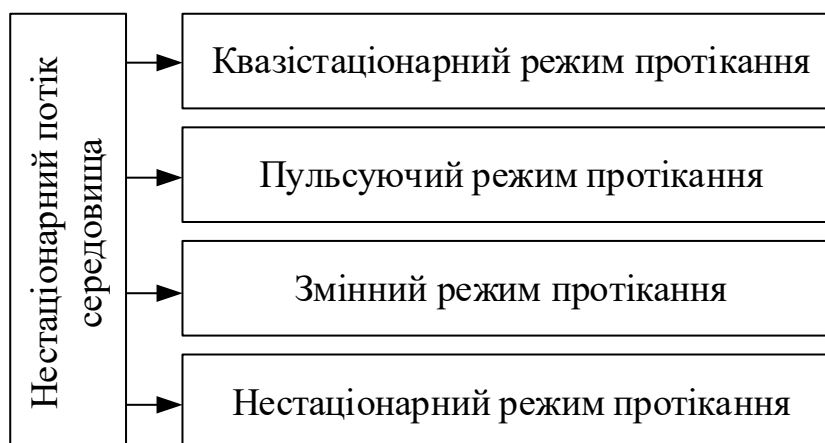 Нестаціонарний потік
середовища
Квазістаціонарний режим протікання
Пульсуючий режим протікання
Змінний режим протікання
Нестаціонарний режим протікання